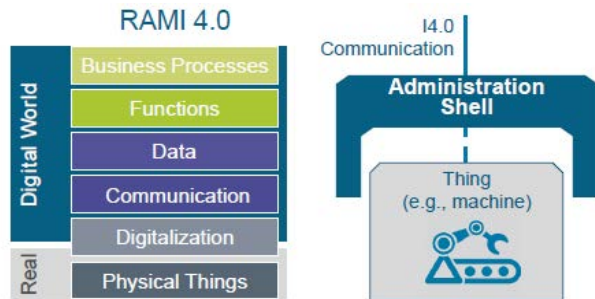 RAMI 4.0
Digital World
Business Processes
Functions
Data
Communication
Digitalization
Real
Physical Things
I4.0
Communication
Administration
Shell
Thing
(e.g., machine)